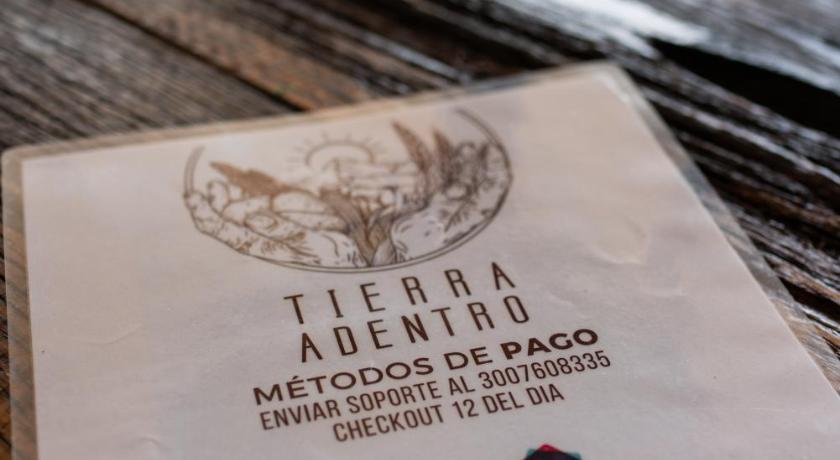 TIERRA
ADENTRO
MÉTODOS DE PAGO
ENVIAR SOPORTE AL 3007608335
CHECKOUT 12 DEL DIA